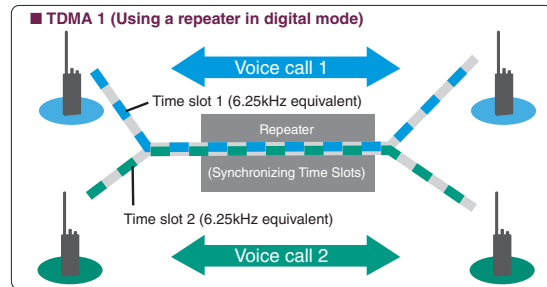 ■ TDMA 1 (Using a repeater in digital mode)
Voice call 1
Time slot 1 (6.25kHz equivalent)
Repeater
(Synchronizing Time Slots)
Time slot 2 (6.25kHz equivalent)
Voice call 2